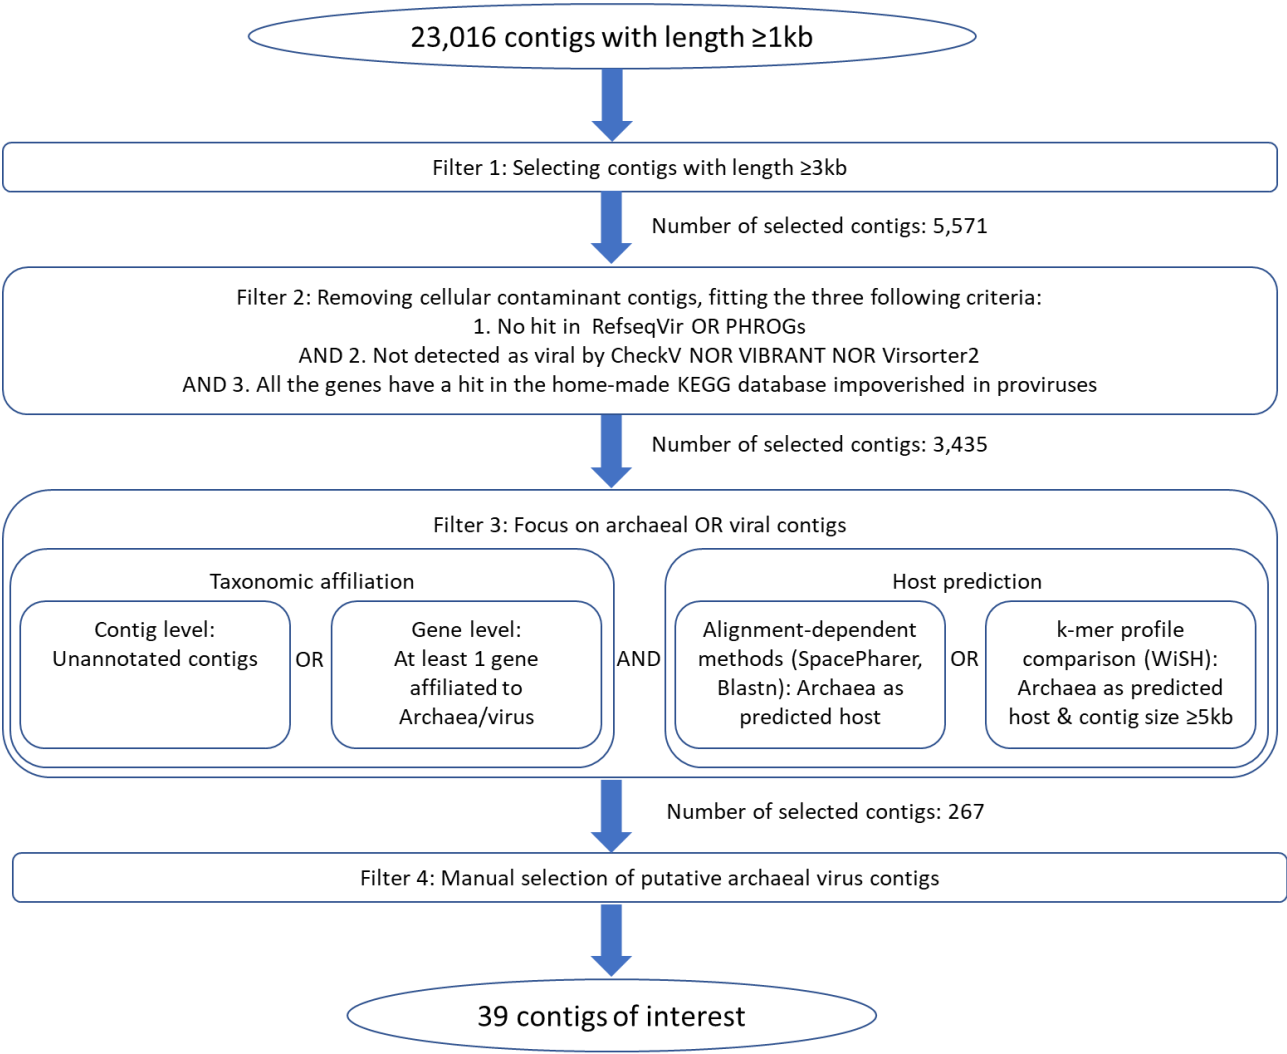 23,016 contigs with length ≥1kb
Filter 1: Selecting contigs with length ≥3kb
Number of selected contigs: 5,571
Filter 2: Removing cellular contaminant contigs, fitting the three following criteria:
1. No hit in RefseqVir OR PHROGs
AND 2. Not detected as viral by CheckV NOR VIBRANT NOR Virsorter2
AND 3. All the genes have a hit in the home-made KEGG database impoverished in proviruses
Number of selected contigs: 3,435
Filter 3: Focus on archaeal OR viral contigs
Taxonomic affiliation
Contig level:
Unannotated contigs
OR
Gene level:
At least 1 gene
affiliated to
Archaea/virus
AND
Host prediction
Alignment-dependent
methods (SpacePharer,
Blastn): Archaea as
predicted host
OR
k-mer profile
comparison (WiSH):
Archaea as predicted
host & contig size ≥5kb
Number of selected contigs: 267
Filter 4: Manual selection of putative archaeal virus contigs
39 contigs of interest